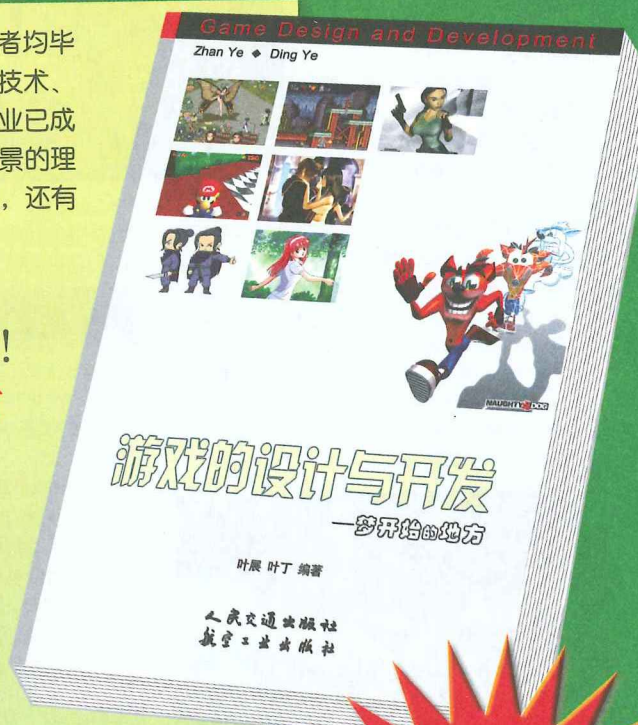 者均毕
技术、
业已成
景的理
，还有
！
Game Design and Development
Zhan Ye ◆ Ding Ye
NAUGHTY DOG
游戏的设计与开发
—梦开始的地方
叶展 叶丁 编著
人民交通出版社
航空工业出版社